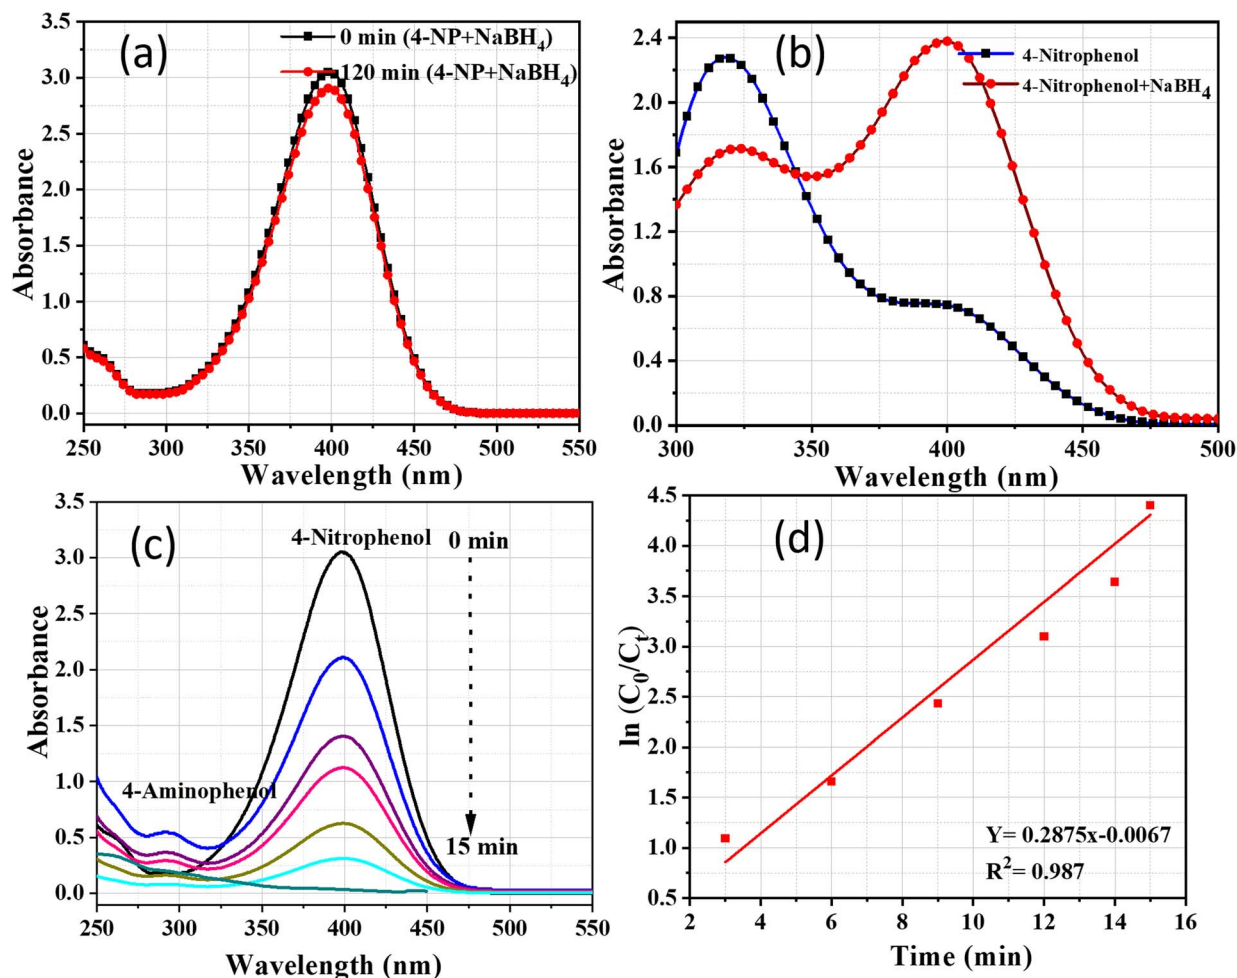 (a)
0 min (4-NP+NaBH4)
120 min (4-NP+NaBH4)
3.5
3.0
2.5
2.0
1.5
1.0
0.5
0.0
Absorbance
250 300 350 400 450 500 550
Wavelength (nm)
(b)
4-Nitrophenol
4-Nitrophenol+NaBH4
2.4
2.0
1.6
1.2
0.8
0.4
0.0
Absorbance
300 350 400 450 500
Wavelength (nm)
(c)
4-Nitrophenol
0 min
4-Aminophenol
15 min
3.5
3.0
2.5
2.0
1.5
1.0
0.5
0.0
Absorbance
250 300 350 400 450 500 550
Wavelength (nm)
(d)
4.5
4.0
3.5
3.0
2.5
2.0
1.5
1.0
0.5
ln (C0/Ct)
Y= 0.2875x-0.0067
R2= 0.987
2 4 6 8 10 12 14 16
Time (min)